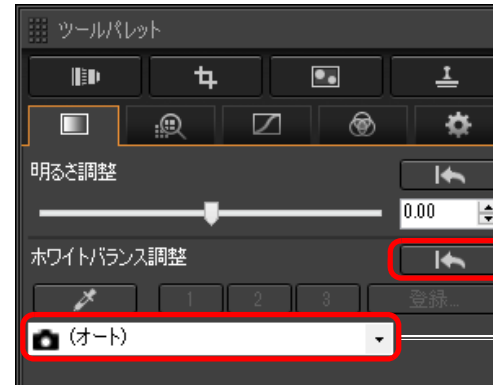 ツールパレット
明るさ調整
0.00
ホワイトバランス調整
1 2 3 登録...
(オート)